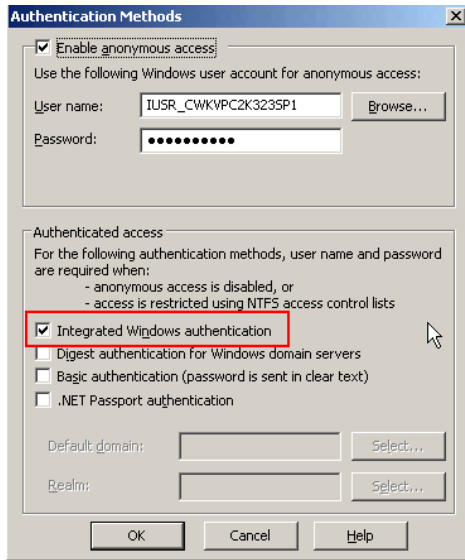 Authentication Methods
Enable anonymous access
Use the following Windows user account for anonymous access:
User name:
IUSR_CWKVPC2K323SP1
Browse...
Password:
●●●●●●●●●●
Authenticated access
For the following authentication methods, user name and password
are required when:
- anonymous access is disabled, or
- access is restricted using NTFS access control lists
Integrated Windows authentication
Digest authentication for Windows domain servers
Basic authentication (password is sent in clear text)
.NET Passport authentication
Default domain:
Select...
Realm:
Select...
OK
Cancel
Help